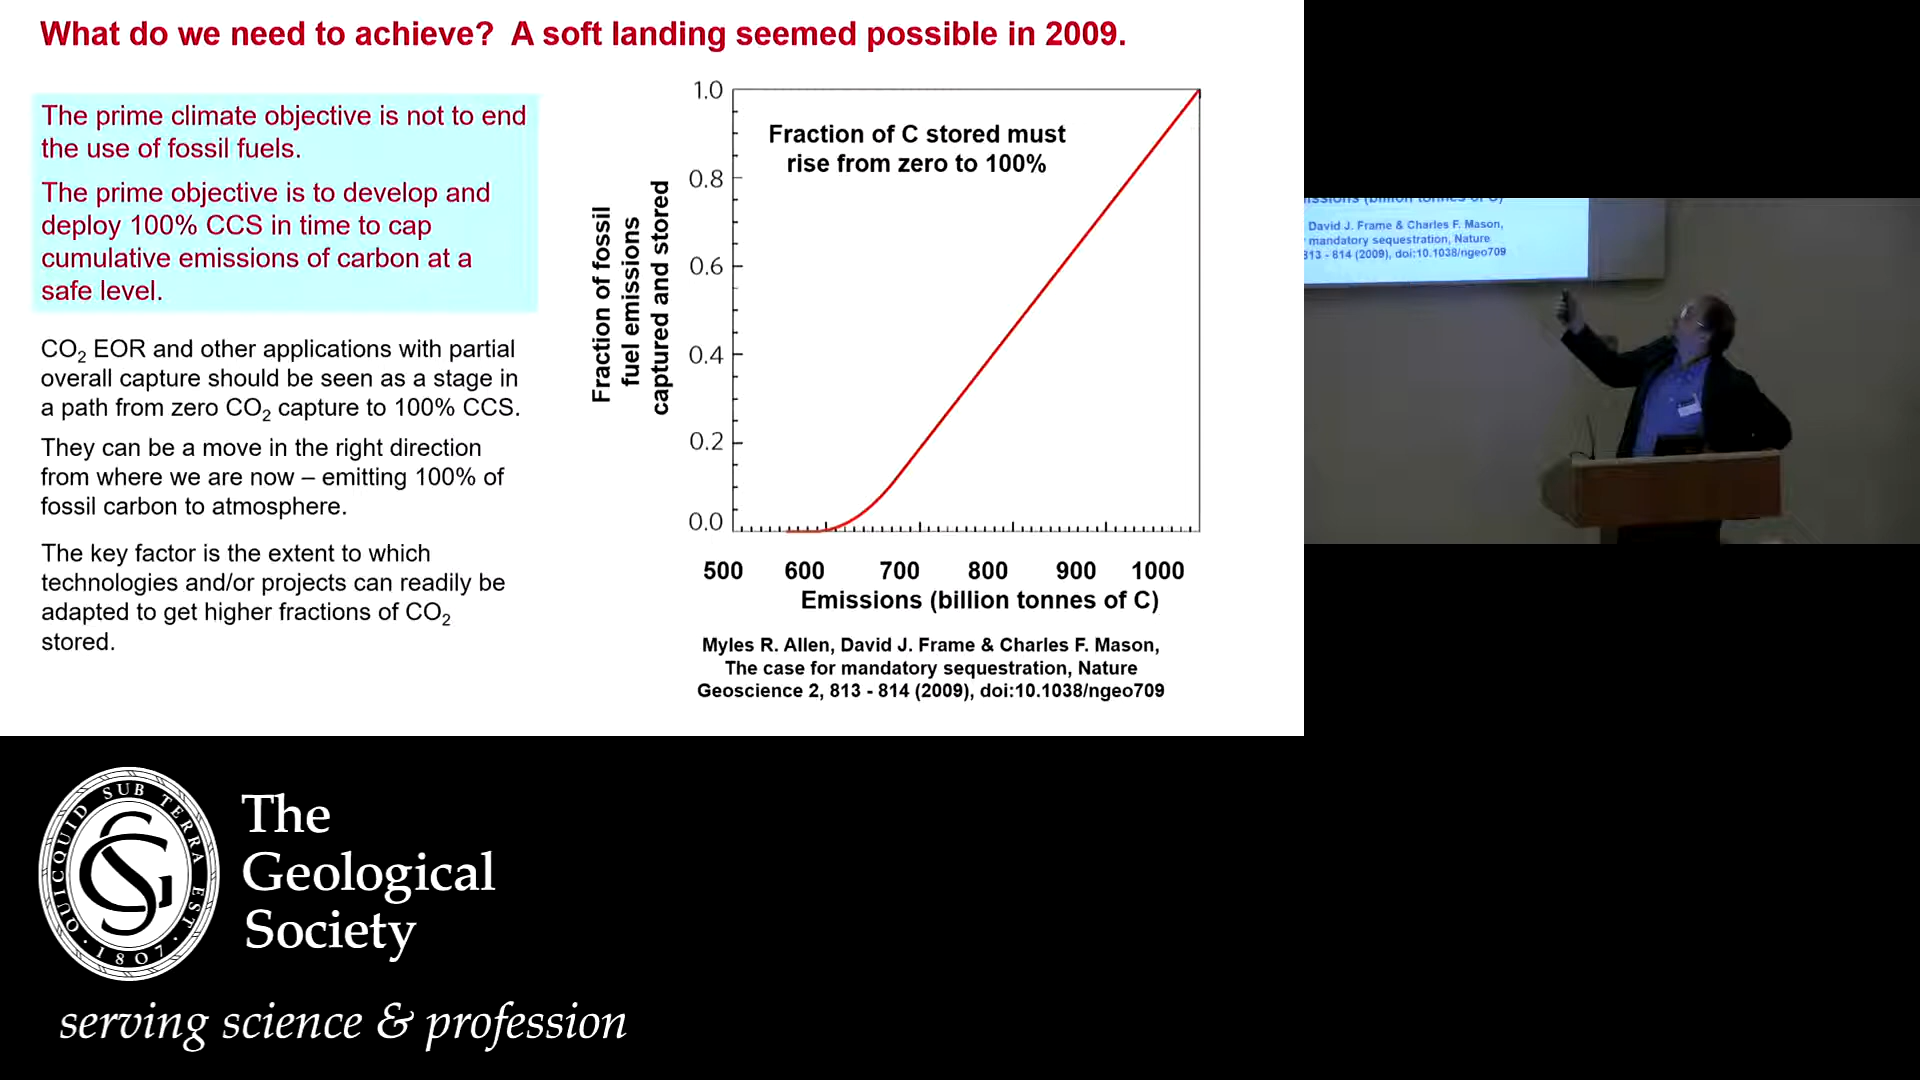 What do we need to achieve? A soft landing seemed possible in 2009.
The prime climate objective is not to end
the use of fossil fuels.
The prime objective is to develop and
deploy 100% CCS in time to cap
cumulative emissions of carbon at a
safe level.
CO₂ EOR and other applications with partial
overall capture should be seen as a stage in
a path from zero CO₂ capture to 100% CCS.
They can be a move in the right direction
from where we are now – emitting 100% of
fossil carbon to atmosphere.
The key factor is the extent to which
technologies and/or projects can readily be
adapted to get higher fractions of CO₂
stored.
Fraction of fossil
fuel emissions
captured and stored
1.0
0.8
0.6
0.4
0.2
0.0
Fraction of C stored must
rise from zero to 100%
500 600 700 800 900 1000
Emissions (billion tonnes of C)
Myles R. Allen, David J. Frame & Charles F. Mason,
The case for mandatory sequestration, Nature
Geoscience 2, 813 - 814 (2009), doi:10.1038/ngeo709
issions (billion tonnes of C)
David J. Frame & Charles F. Mason,
mandatory sequestration, Nature
813 - 814 (2009), doi:10.1038/ngeo709
QUICQUID SUB TERRA EST
· 1807 ·
GS
The
Geological
Society
serving science & profession